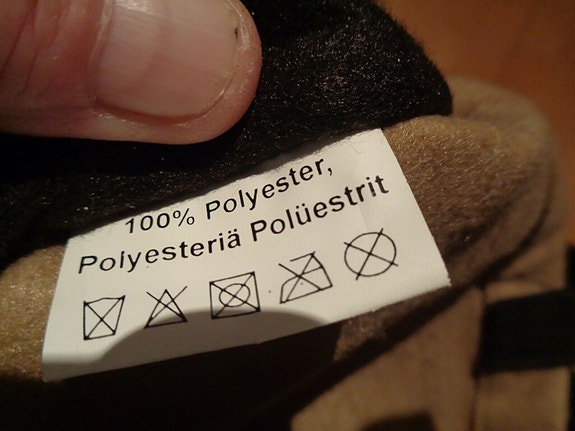 100% Polyester,
Polyesteriä Polüestrit